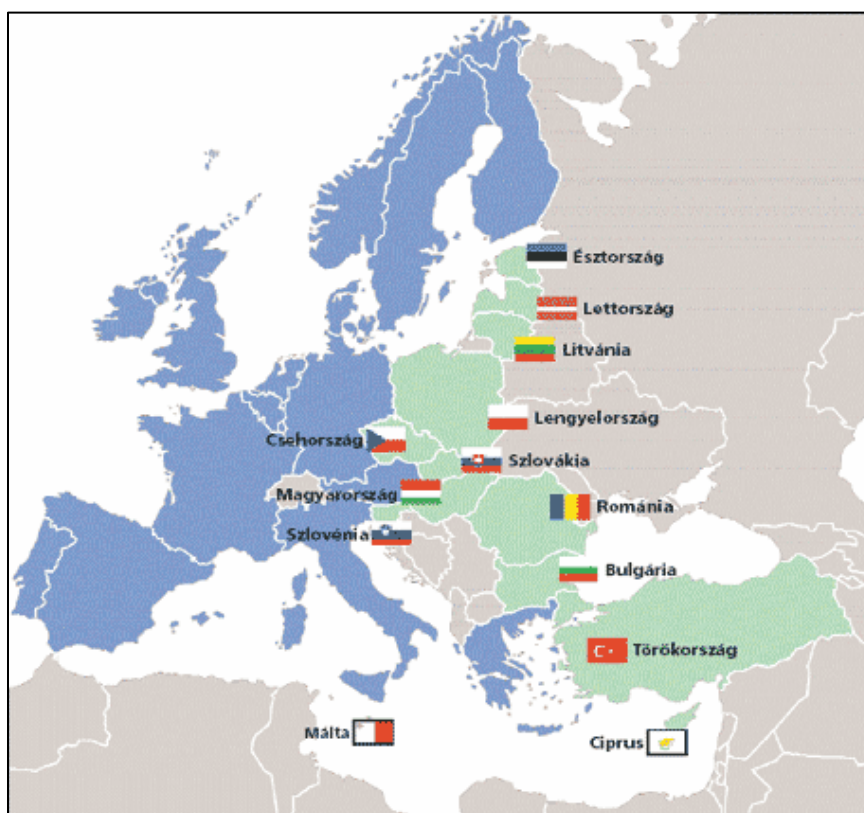 Észtország
Lettország
Litvánia
Lengyelország
Csehország
Szlovákia
Magyarország
Románia
Szlovénia
Bulgária
Törökország
Málta
Ciprus